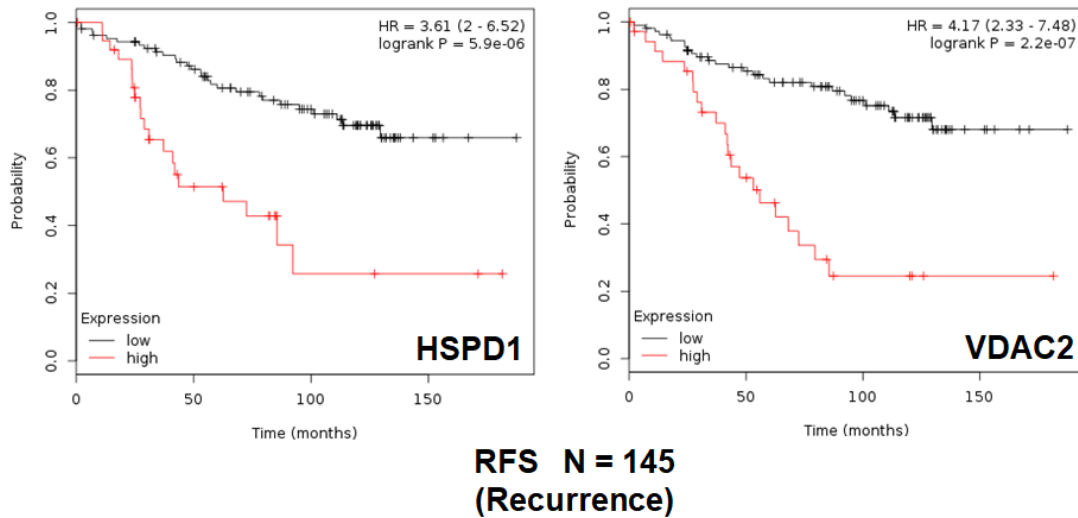 HR = 3.61 (2 - 6.52)
logrank P = 5.9e-06
Probability
1.0
0.8
0.6
0.4
0.2
0.0
Expression
low
high
HSPD1
0
50
100
150
Time (months)
HR = 4.17 (2.33 - 7.48)
logrank P = 2.2e-07
Probability
1.0
0.8
0.6
0.4
0.2
0.0
Expression
low
high
VDAC2
0
50
100
150
Time (months)
RFS N = 145
(Recurrence)